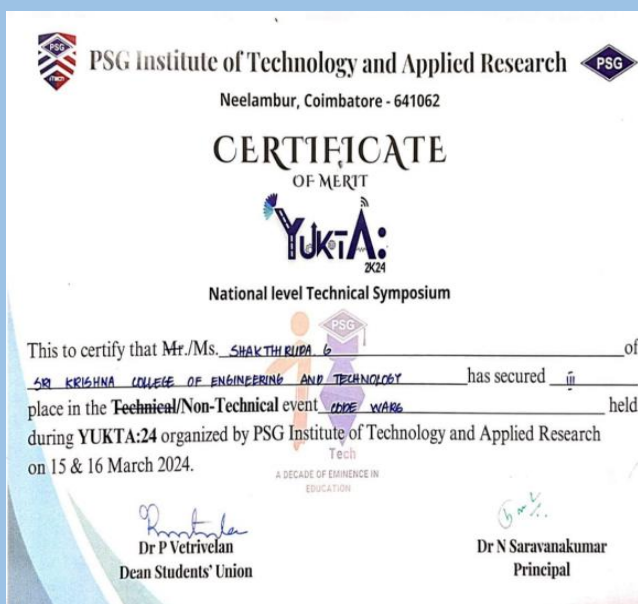 PSG
iTech
PSG Institute of Technology and Applied Research
PSG
Neelambur, Coimbatore - 641062
CERTIFICATE
OF MERIT
YUKTA:
2K24
National level Technical Symposium
PSG
This to certify that Mr./Ms. SHAKTHIRUPA. G of
SRI KRISHNA COLLEGE OF ENGINEERING AND TECHNOLOGY has secured iii
place in the Technical/Non-Technical event CODE WARS held
during YUKTA:24 organized by PSG Institute of Technology and Applied Research
on 15 & 16 March 2024.
Tech
A DECADE OF EMINENCE IN
EDUCATION
Dr P Vetrivelan
Dean Students' Union
Dr N Saravanakumar
Principal